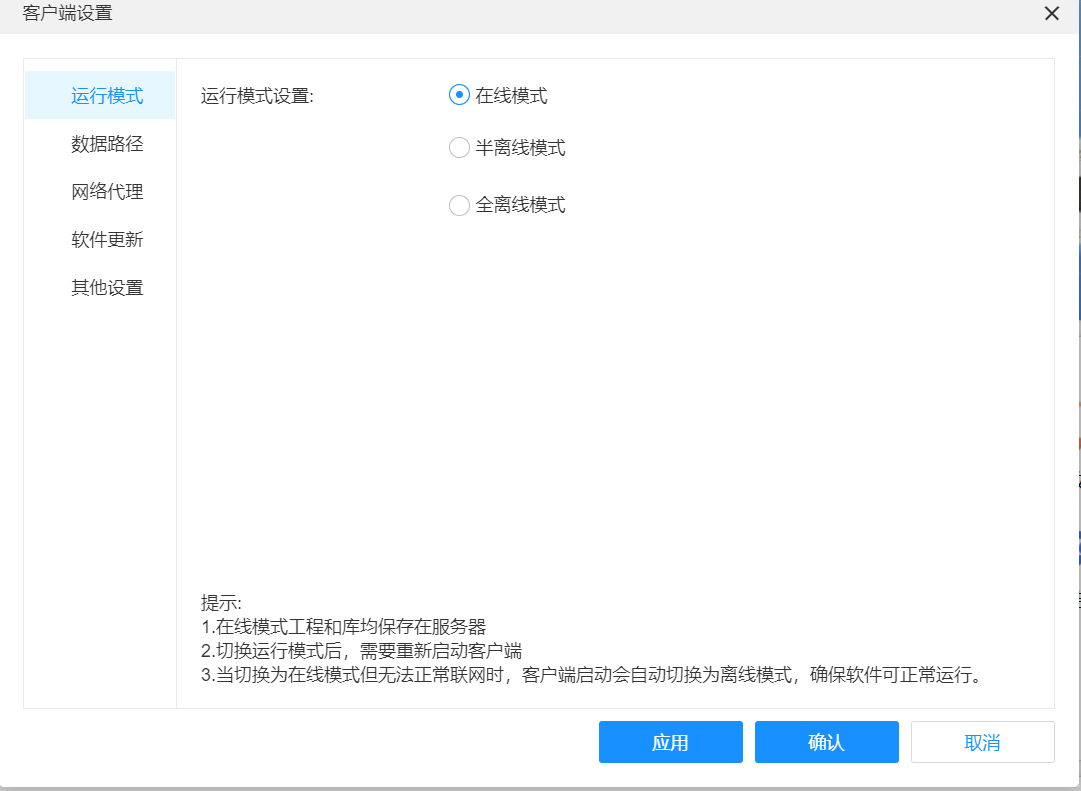 客户端设置
运行模式
数据路径
网络代理
软件更新
其他设置
运行模式设置:
在线模式
半离线模式
全离线模式
提示:
1.在线模式工程和库均保存在服务器
2.切换运行模式后，需要重新启动客户端
3.当切换为在线模式但无法正常联网时，客户端启动会自动切换为离线模式，确保软件可正常运行。
应用
确认
取消